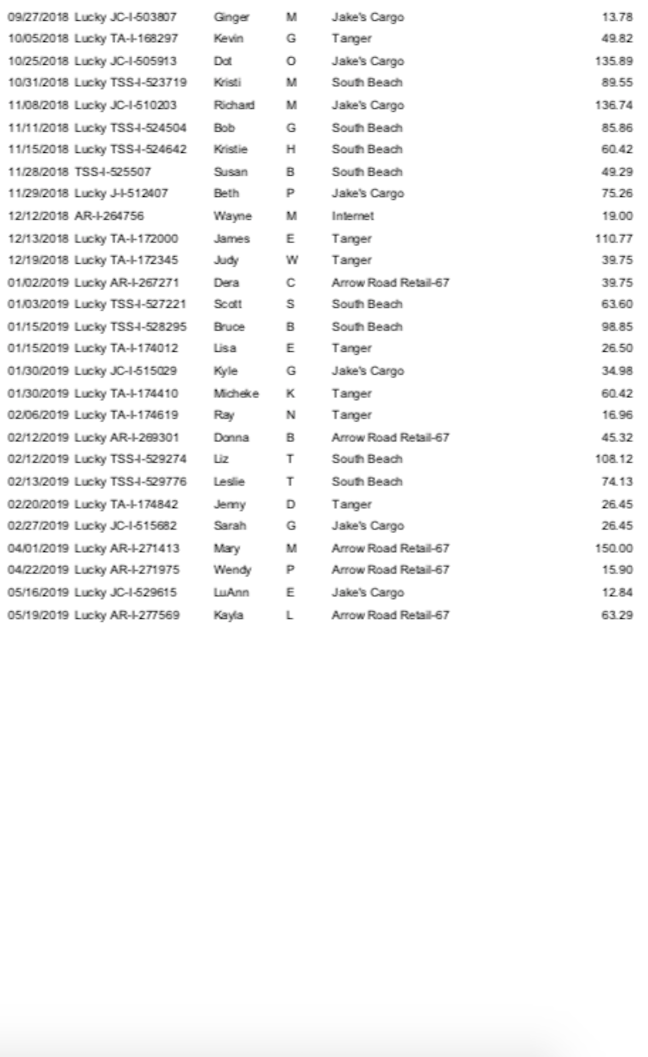 09/27/2018 Lucky JC-I-503807 Ginger M Jake's Cargo 13.78
10/05/2018 Lucky TA-I-168297 Kevin G Tanger 49.82
10/25/2018 Lucky JC-I-505913 Dot O Jake's Cargo 135.89
10/31/2018 Lucky TSS-I-523719 Kristi M South Beach 89.55
11/08/2018 Lucky JC-I-510203 Richard M Jake's Cargo 136.74
11/11/2018 Lucky TSS-I-524504 Bob G South Beach 85.86
11/15/2018 Lucky TSS-I-524642 Kristie H South Beach 60.42
11/28/2018 TSS-I-525507 Susan B South Beach 49.29
11/29/2018 Lucky J-I-512407 Beth P Jake's Cargo 75.26
12/12/2018 AR-I-264756 Wayne M Internet 19.00
12/13/2018 Lucky TA-I-172000 James E Tanger 110.77
12/19/2018 Lucky TA-I-172345 Judy W Tanger 39.75
01/02/2019 Lucky AR-I-267271 Dera C Arrow Road Retail-67 39.75
01/03/2019 Lucky TSS-I-527221 Scott S South Beach 63.60
01/15/2019 Lucky TSS-I-528295 Bruce B South Beach 98.85
01/15/2019 Lucky TA-I-174012 Lisa E Tanger 26.50
01/30/2019 Lucky JC-I-515029 Kyle G Jake's Cargo 34.98
01/30/2019 Lucky TA-I-174410 Micheke K Tanger 60.42
02/06/2019 Lucky TA-I-174619 Ray N Tanger 16.96
02/12/2019 Lucky AR-I-269301 Donna B Arrow Road Retail-67 45.32
02/12/2019 Lucky TSS-I-529274 Liz T South Beach 108.12
02/13/2019 Lucky TSS-I-529776 Leslie T South Beach 74.13
02/20/2019 Lucky TA-I-174842 Jenny D Tanger 26.45
02/27/2019 Lucky JC-I-515682 Sarah G Jake's Cargo 26.45
04/01/2019 Lucky AR-I-271413 Mary M Arrow Road Retail-67 150.00
04/22/2019 Lucky AR-I-271975 Wendy P Arrow Road Retail-67 15.90
05/16/2019 Lucky JC-I-529615 LuAnn E Jake's Cargo 12.84
05/19/2019 Lucky AR-I-277569 Kayla L Arrow Road Retail-67 63.29